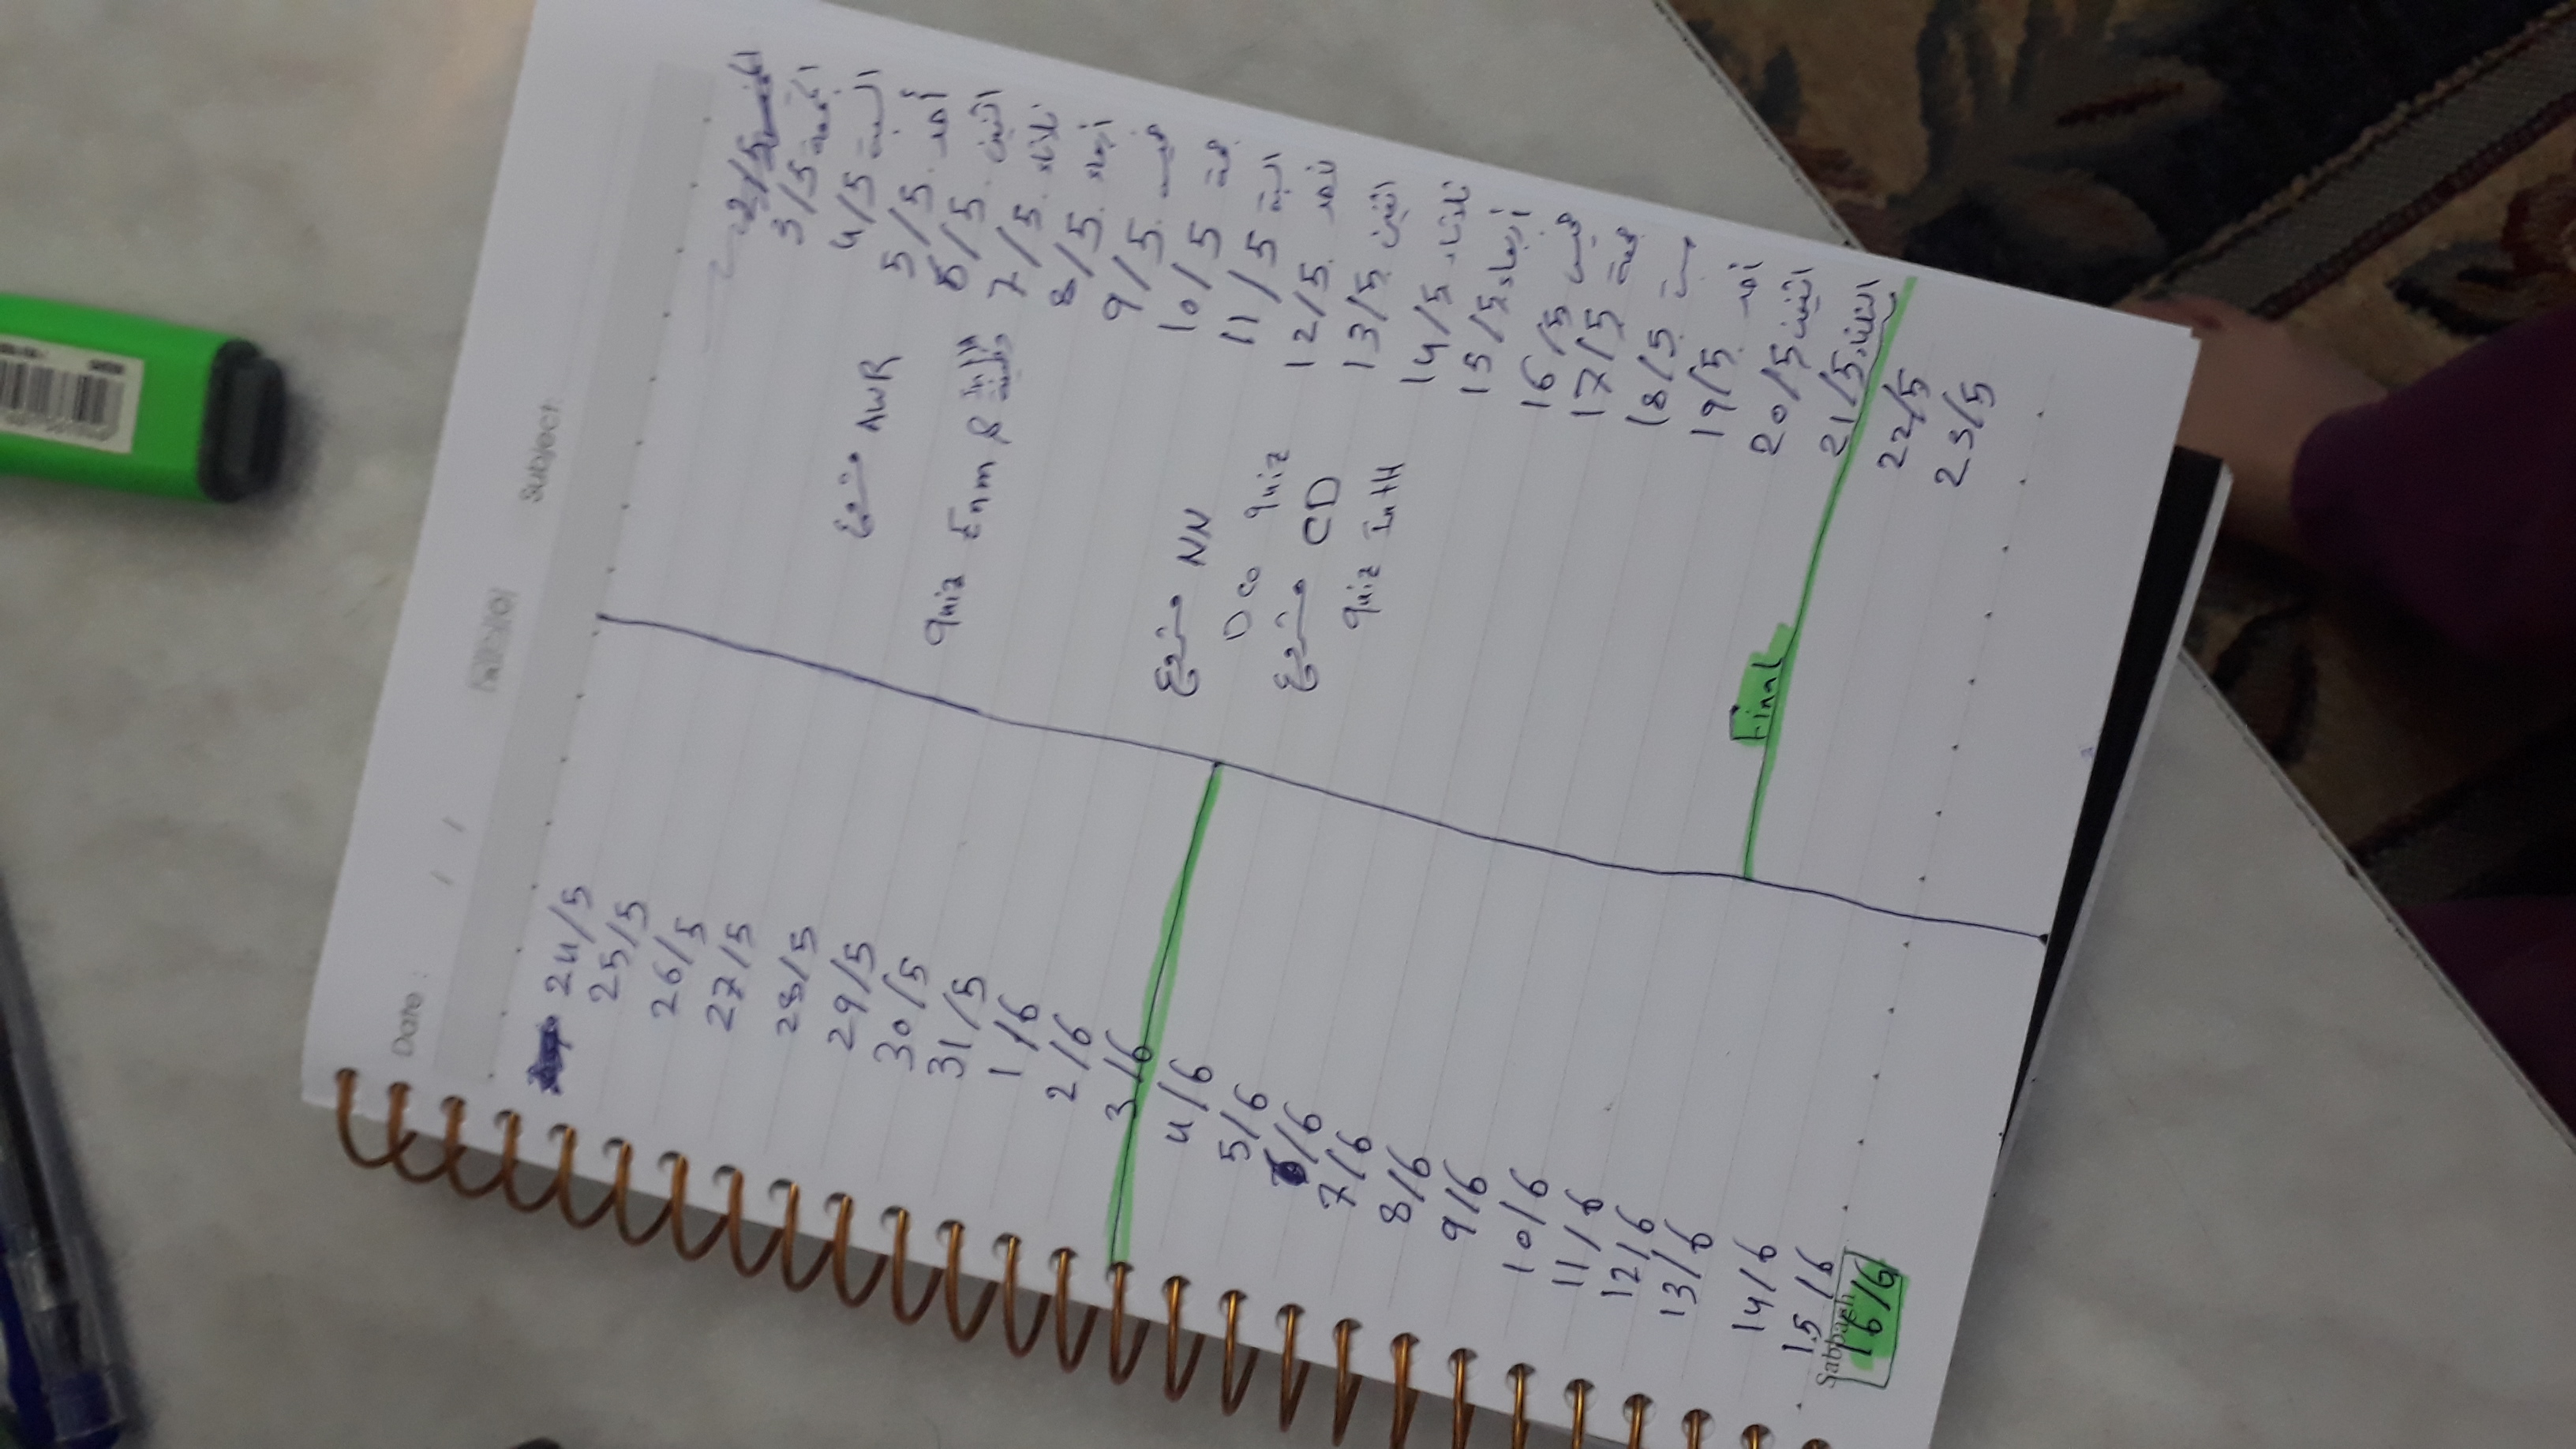 Date : / /
Subject:
الخميس 2/5
الجمعة 3/5
السبة 4/5
أحد 5/5 AWR مشروع
اثنين 6/5
ثلاثاء 7/5 quiz Enm & IntH وظيفة
أربعاء 8/5
خميس 9/5
جمعة 10/5
السبة 11/5 NN مشروع
لأحد 12/5 Dco quiz
اثنين 13/5 CD مشروع
ثلاثاء 14/5 quiz IntH
أربعاء 15/5
خميس 16/5
جمعة 17/5
سبت 18/5
أحد 19/5
اثنين 20/5
الثلاثاء 21/5 Final
22/5
23/5
24/5
25/5
26/5
27/5
28/5
29/5
30/5
31/5
1/6
2/6
3/6
4/6
5/6
6/6
7/6
8/6
9/6
10/6
11/6
12/6
13/6
14/6
15/6
Sabbagh
16/6